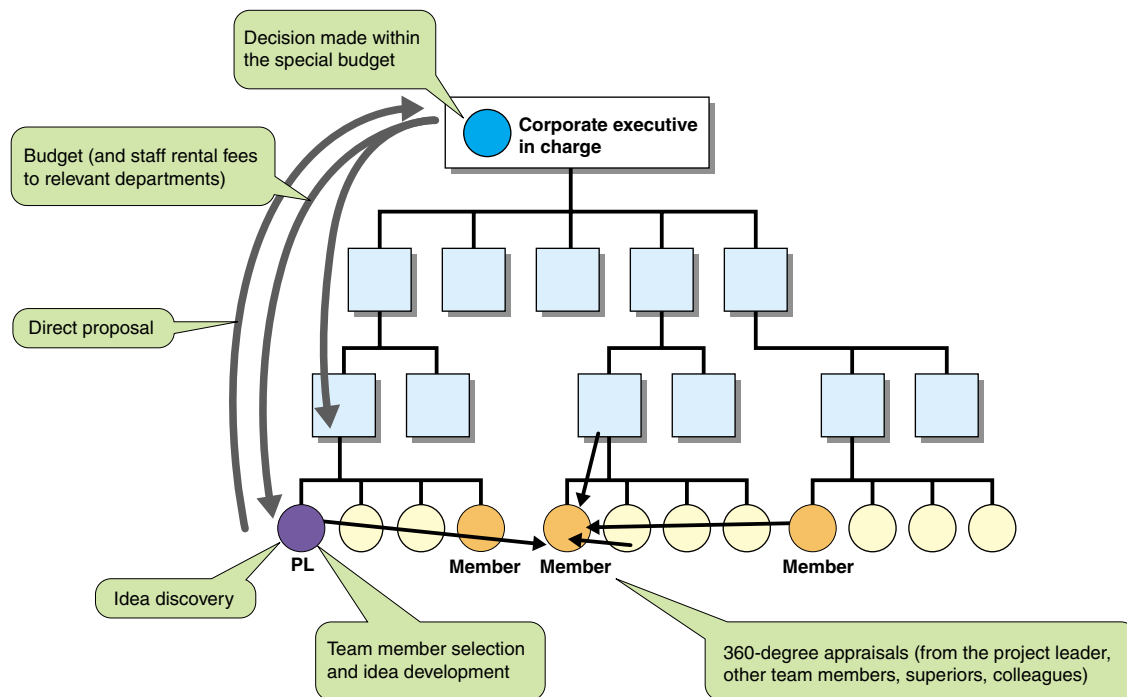 Decision made within
the special budget
Corporate executive
in charge
Budget (and staff rental fees
to relevant departments)
Direct proposal
PL
Member
Member
Member
Idea discovery
Team member selection
and idea development
360-degree appraisals (from the project leader,
other team members, superiors, colleagues)